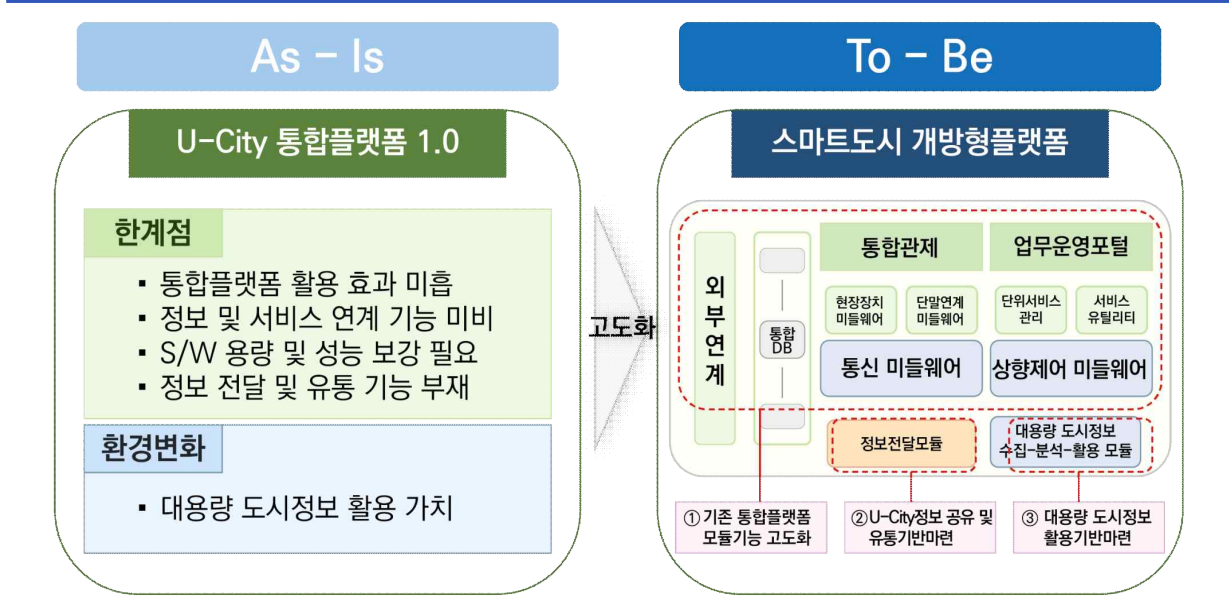 As – Is
U-City 통합플랫폼 1.0
한계점
▪ 통합플랫폼 활용 효과 미흡
▪ 정보 및 서비스 연계 기능 미비
▪ S/W 용량 및 성능 보강 필요
▪ 정보 전달 및 유통 기능 부재
환경변화
▪ 대용량 도시정보 활용 가치
고도화
To – Be
스마트도시 개방형플랫폼
외
부
연
계
통합
DB
통합관제
업무운영포털
현장장치
미들웨어
단말연계
미들웨어
단위서비스
관리
서비스
유틸리티
통신 미들웨어
상향제어 미들웨어
정보전달모듈
대용량 도시정보
수집-분석-활용 모듈
① 기존 통합플랫폼
모듈기능 고도화
② U-City정보 공유 및
유통기반마련
③ 대용량 도시정보
활용기반마련